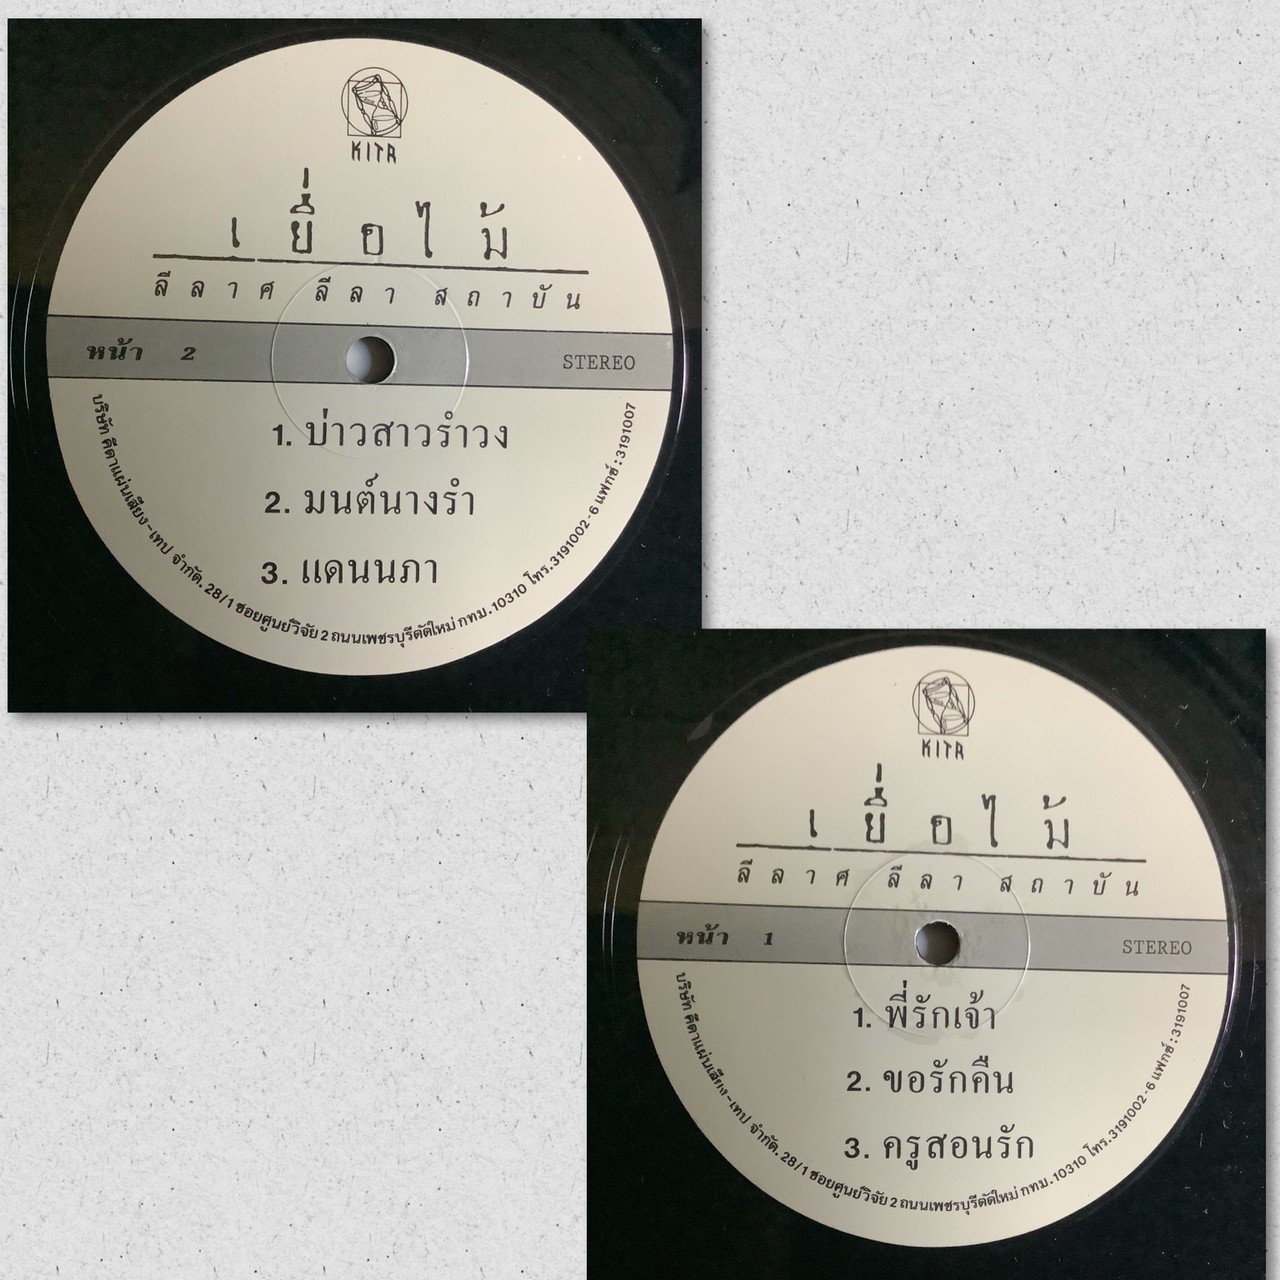 KITA
เยื่อไม้
ลีลาศ ลีลา สถาบัน
หน้า 2 STEREO
1. บ่าวสาวรำวง
2. มนต์นางรำ
3. แดนนภา
บริษัท คีตาแผ่นเสียง-เทป จำกัด. 28/1 ซอยศูนย์วิจัย 2 ถนนเพชรบุรีตัดใหม่ กทม. 10310 โทร. 3191002-6 แฟกซ์ : 3191007
KITA
เยื่อไม้
ลีลาศ ลีลา สถาบัน
หน้า 1 STEREO
1. พี่รักเจ้า
2. ขอรักคืน
3. ครูสอนรัก
บริษัท คีตาแผ่นเสียง-เทป จำกัด. 28/1 ซอยศูนย์วิจัย 2 ถนนเพชรบุรีตัดใหม่ กทม. 10310 โทร. 3191002-6 แฟกซ์ : 3191007